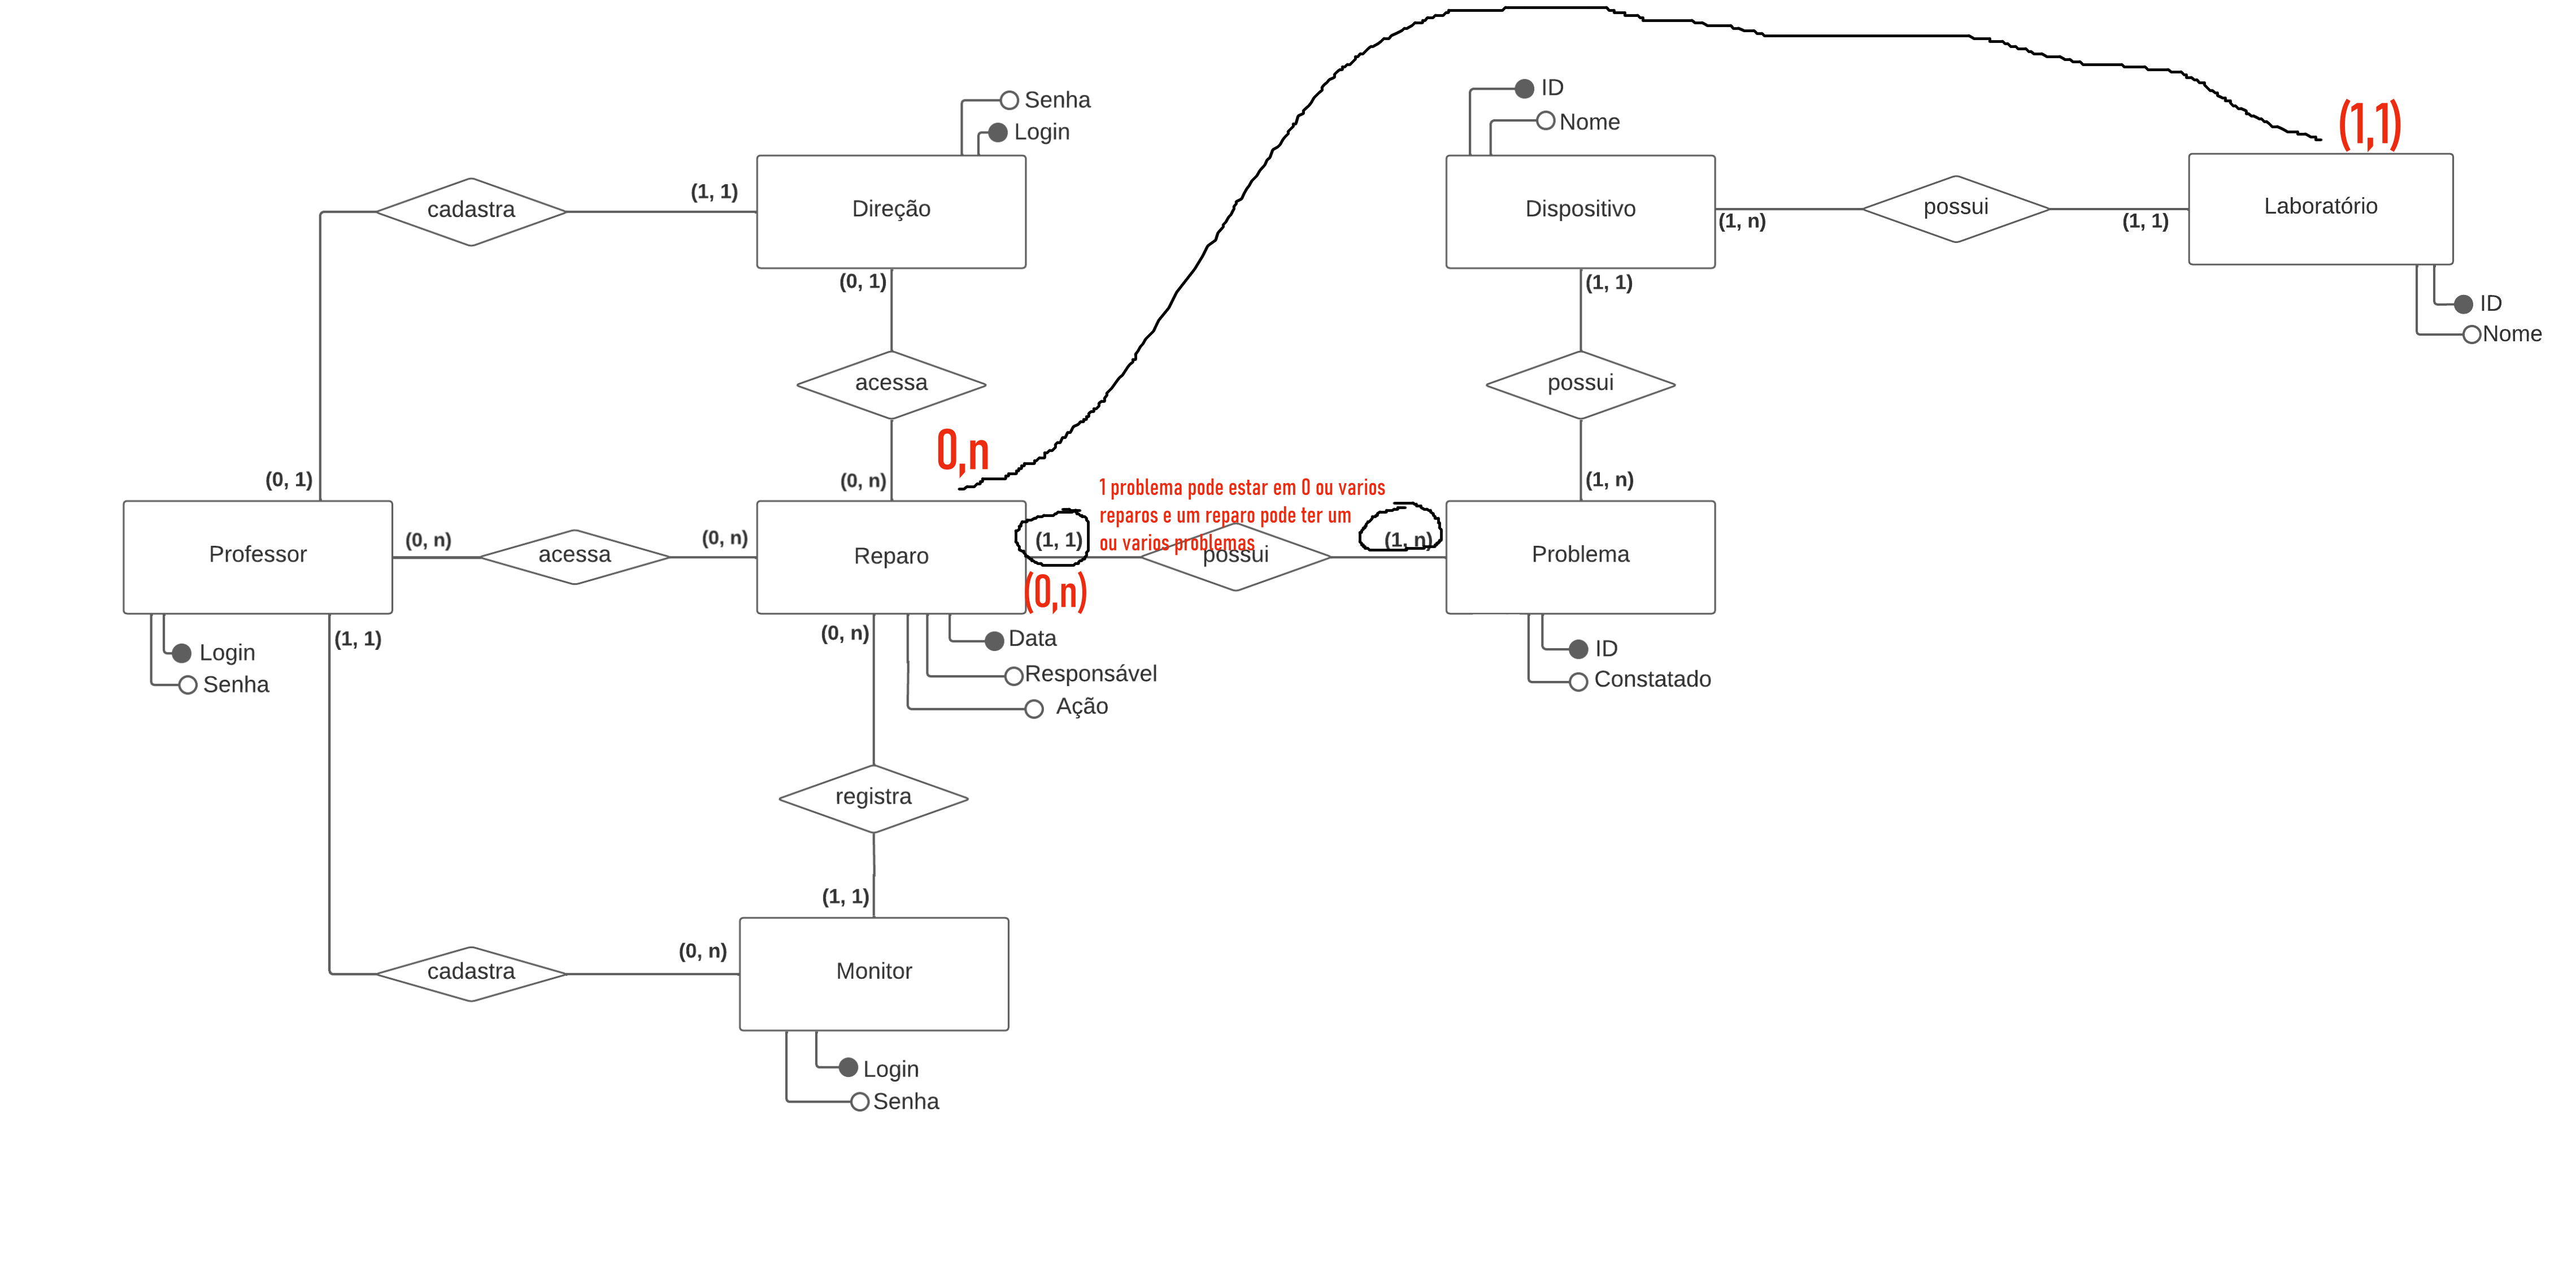 Senha
Login
ID
Nome
(1,1)
cadastra
(1, 1)
Direção
Dispositivo
(1, n)
possui
(1, 1)
Laboratório
(0, 1)
(1, 1)
ID
Nome
acessa
possui
0,n
(0, 1)
(0, n)
(1, n)
1 problema pode estar em 0 ou varios
reparos e um reparo pode ter um
ou varios problemas
Professor
(0, n)
acessa
(0, n)
Reparo
(1, 1)
possui
(1, n)
Problema
(0,n)
(1, 1)
Login
Senha
(0, n)
Data
Responsável
Ação
ID
Constatado
registra
(1, 1)
cadastra
(0, n)
Monitor
Login
Senha